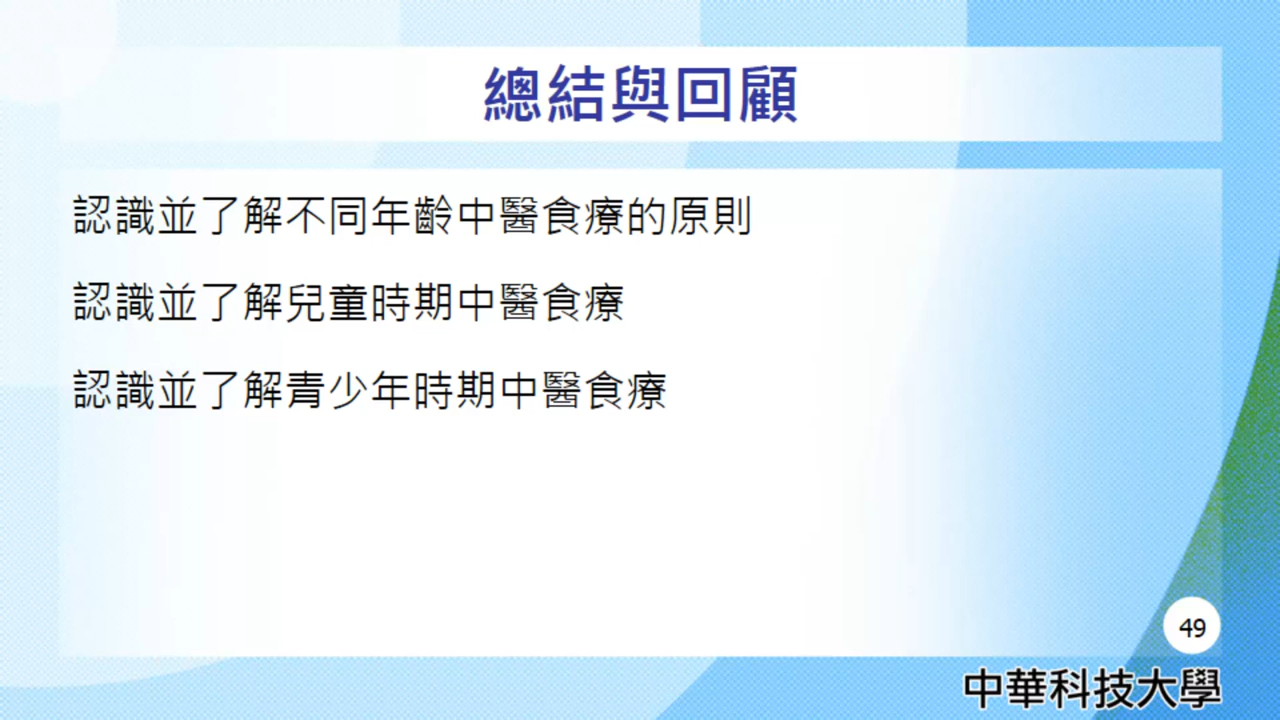 總結與回顧
認識並了解不同年齡中醫食療的原則
認識並了解兒童時期中醫食療
認識並了解青少年時期中醫食療
49
中華科技大學